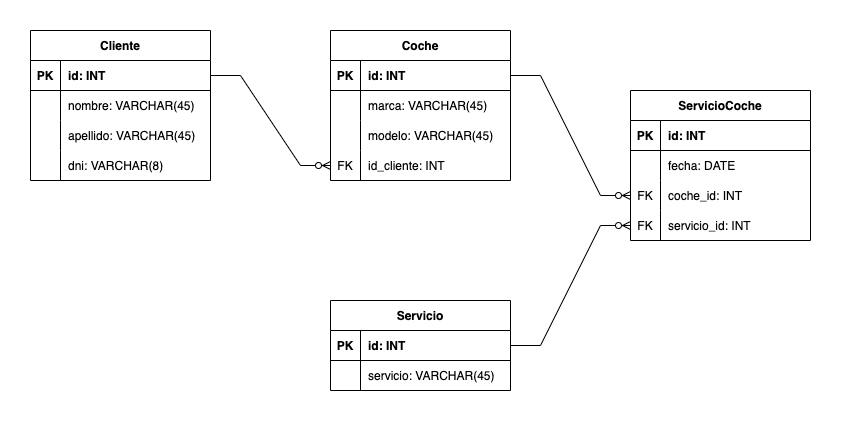 Cliente
PK id: INT
nombre: VARCHAR(45)
apellido: VARCHAR(45)
dni: VARCHAR(8)
Coche
PK id: INT
marca: VARCHAR(45)
modelo: VARCHAR(45)
FK id_cliente: INT
ServicioCoche
PK id: INT
fecha: DATE
FK coche_id: INT
FK servicio_id: INT
Servicio
PK id: INT
servicio: VARCHAR(45)